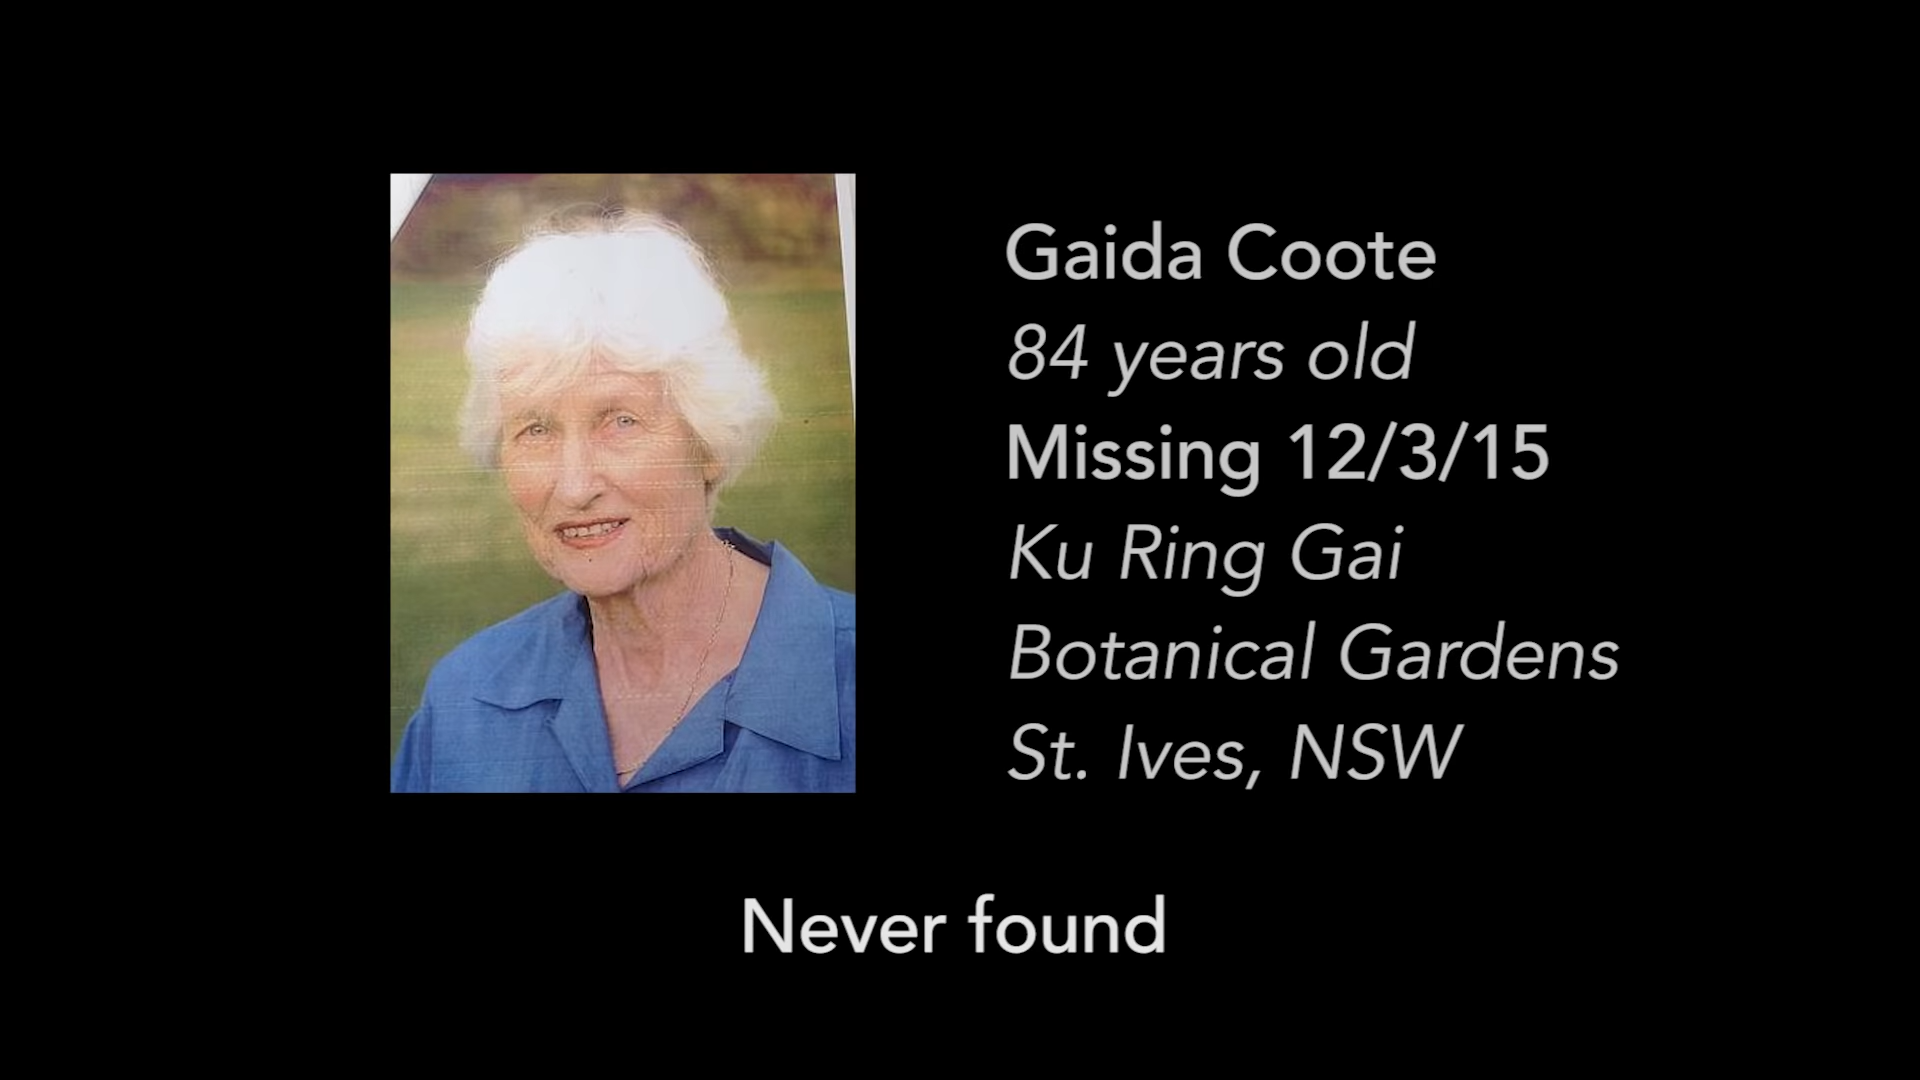 Gaida Coote
84 years old
Missing 12/3/15
Ku Ring Gai
Botanical Gardens
St. Ives, NSW
Never found